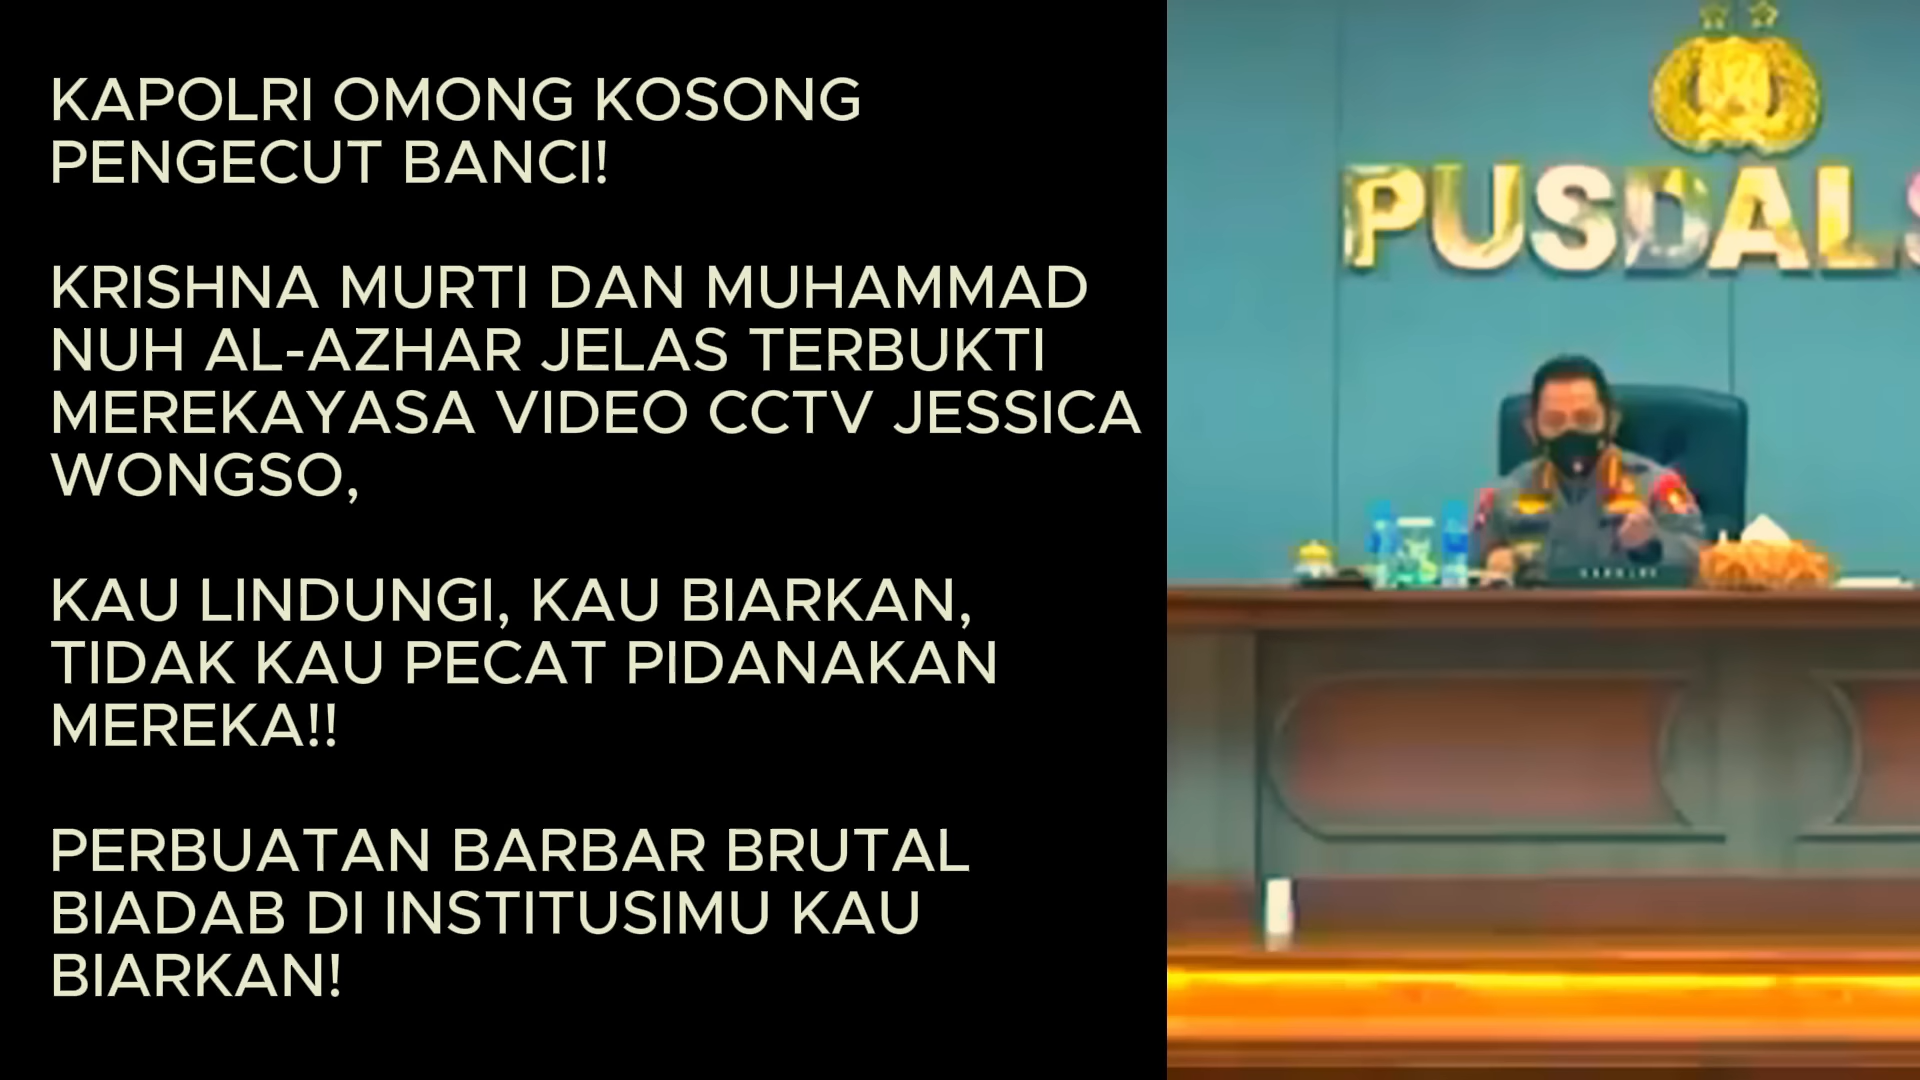 KAPOLRI OMONG KOSONG
PENGECUT BANCI!
KRISHNA MURTI DAN MUHAMMAD
NUH AL-AZHAR JELAS TERBUKTI
MEREKAYASA VIDEO CCTV JESSICA
WONGSO,
KAU LINDUNGI, KAU BIARKAN,
TIDAK KAU PECAT PIDANAKAN
MEREKA!!
PERBUATAN BARBAR BRUTAL
BIADAB DI INSTITUSIMU KAU
BIARKAN!
PUSDALS